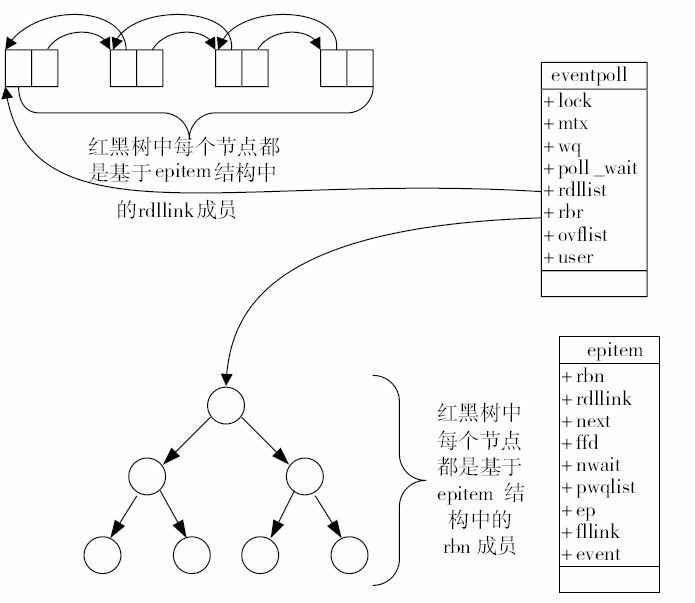 红黑树中每个节点都
是基于epitem结构中
的rdllink成员
eventpoll
+lock
+mtx
+wq
+poll_wait
+rdllist
+rbr
+ovflist
+user
红黑树中
每个节点
都是基于
epitem 结
构中的
rbn 成员
epitem
+rbn
+rdllink
+next
+ffd
+nwait
+pwqlist
+ep
+fllink
+event